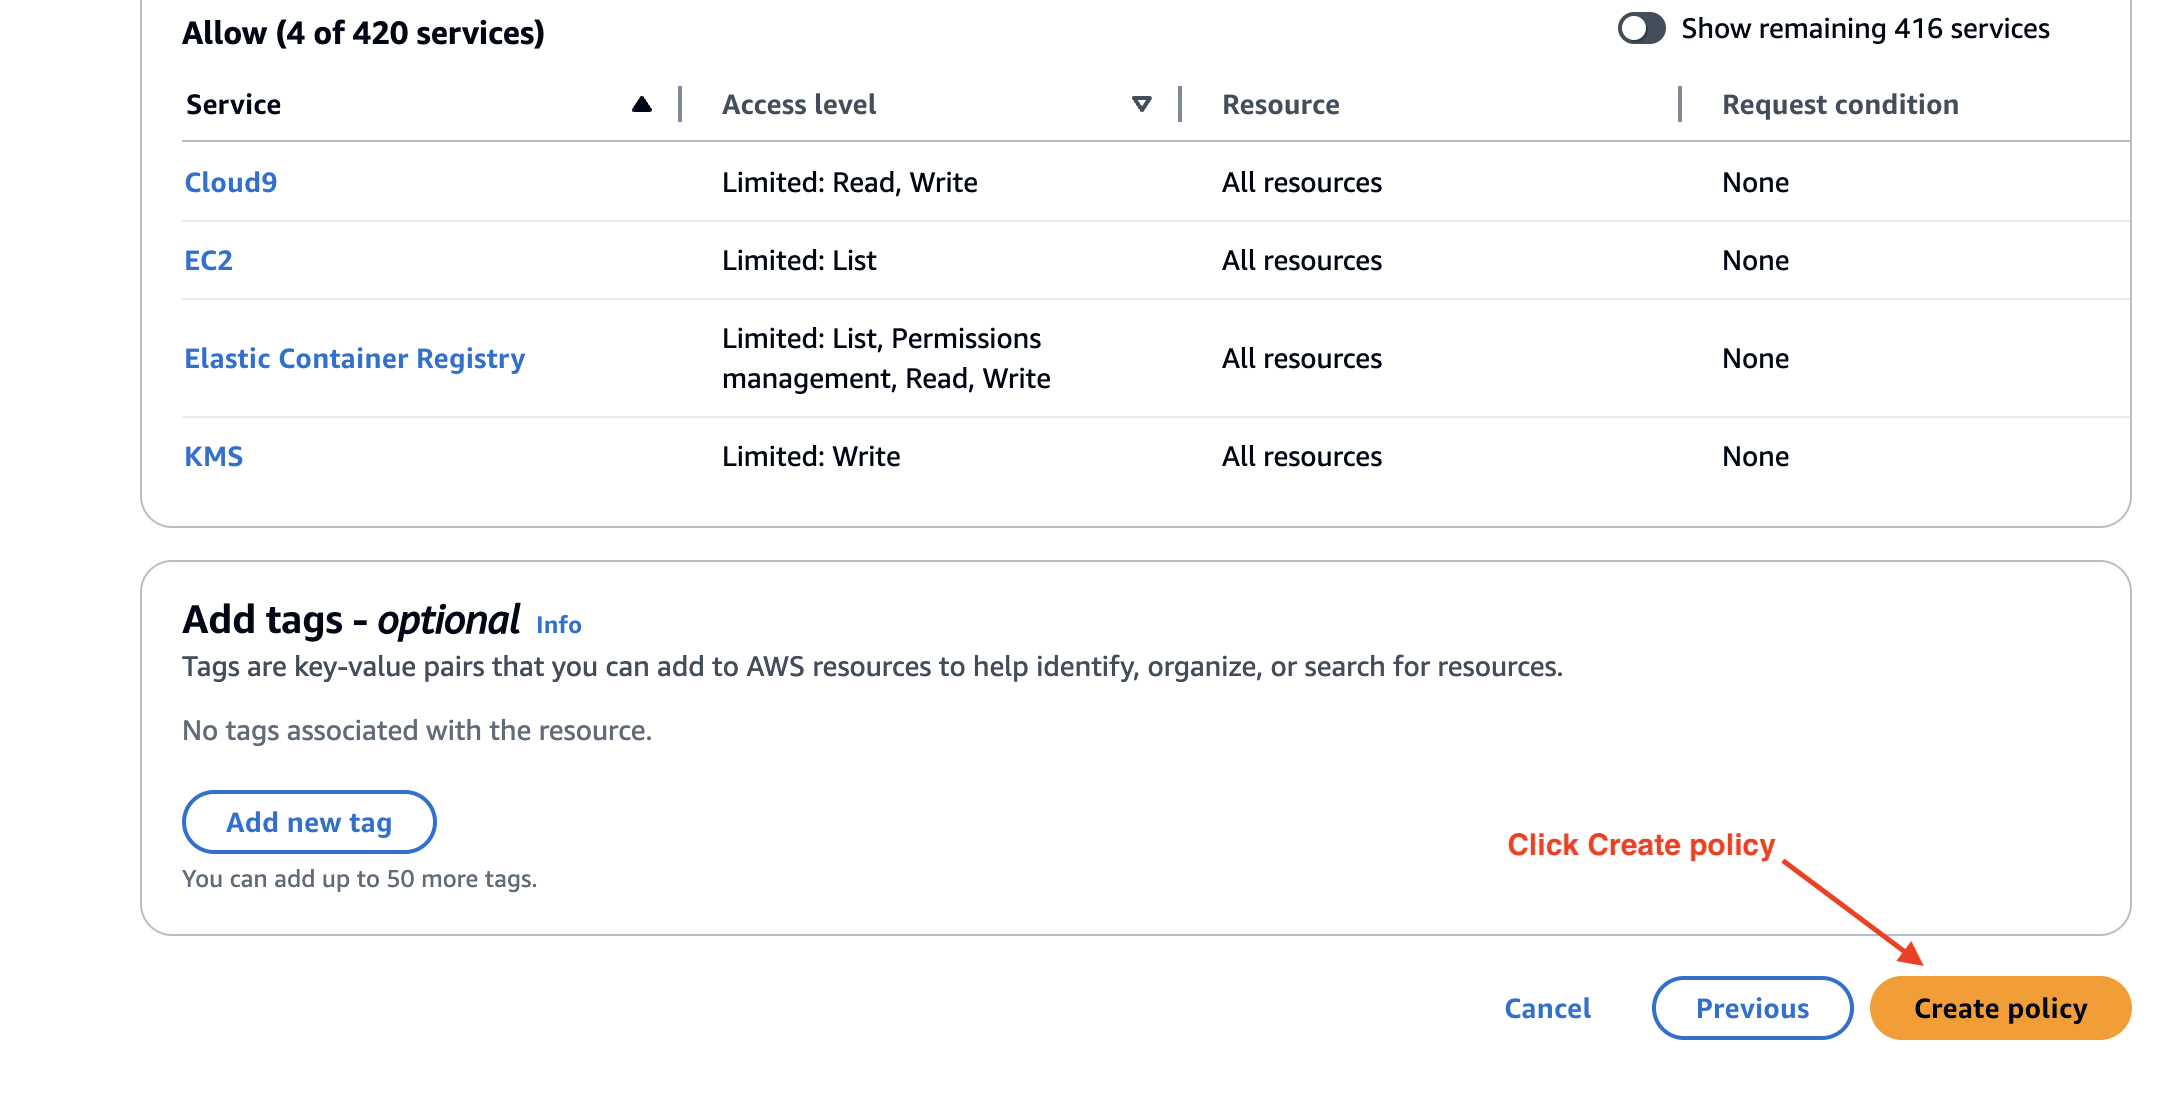 Allow (4 of 420 services)
Show remaining 416 services
Service
Access level
Resource
Request condition
Cloud9
Limited: Read, Write
All resources
None
EC2
Limited: List
All resources
None
Elastic Container Registry
Limited: List, Permissions
management, Read, Write
All resources
None
KMS
Limited: Write
All resources
None
Add tags - optional Info
Tags are key-value pairs that you can add to AWS resources to help identify, organize, or search for resources.
No tags associated with the resource.
Add new tag
You can add up to 50 more tags.
Click Create policy
Cancel
Previous
Create policy